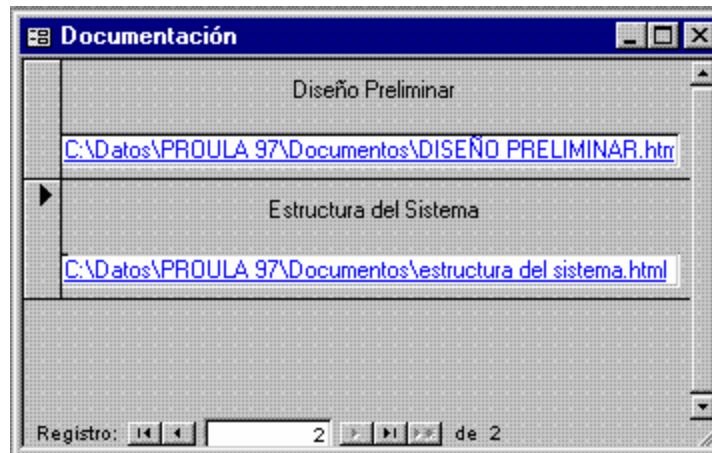 Documentación
Diseño Preliminar
C:\Datos\PROULA 97\Documentos\DISEÑO PRELIMINAR.htm
Estructura del Sistema
C:\Datos\PROULA 97\Documentos\estructura del sistema.html
Registro: 2 de 2